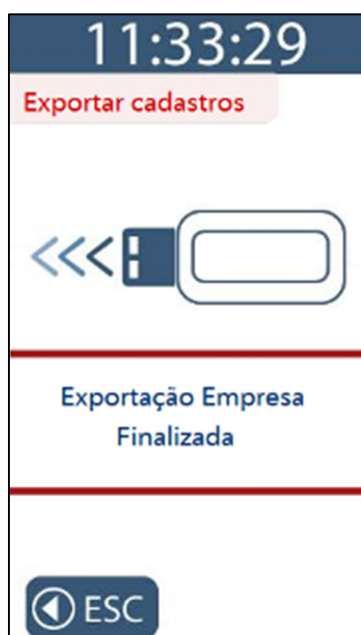 11:33:29
Exportar cadastros
Exportação Empresa
Finalizada
ESC